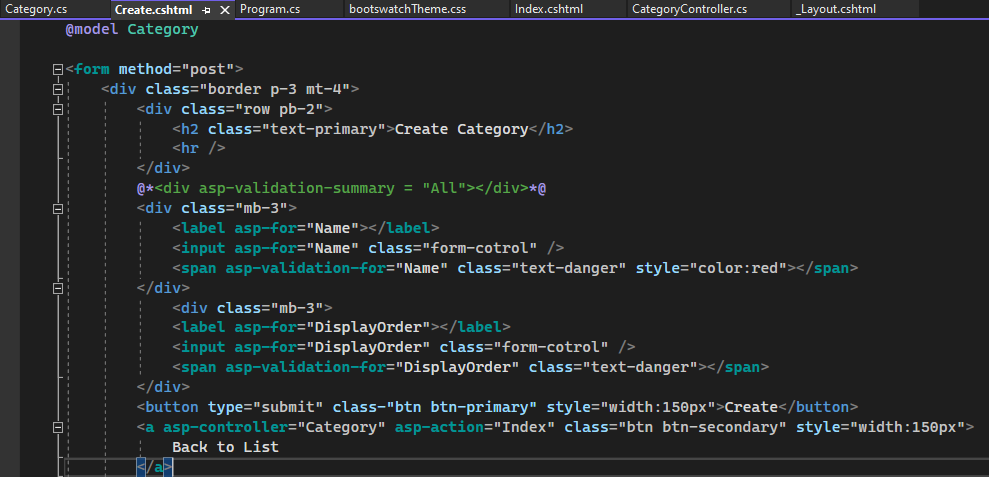 Category.cs Create.cshtml Program.cs bootswatchTheme.css Index.cshtml CategoryController.cs _Layout.cshtml
@model Category
<form method="post">
<div class="border p-3 mt-4">
<div class="row pb-2">
<h2 class="text-primary">Create Category</h2>
<hr />
</div>
@*<div asp-validation-summary = "All"></div>*@
<div class="mb-3">
<label asp-for="Name"></label>
<input asp-for="Name" class="form-cotrol" />
<span asp-validation-for="Name" class="text-danger" style="color:red"></span>
</div>
<div class="mb-3">
<label asp-for="DisplayOrder"></label>
<input asp-for="DisplayOrder" class="form-cotrol" />
<span asp-validation-for="DisplayOrder" class="text-danger"></span>
</div>
<button type="submit" class-"btn btn-primary" style="width:150px">Create</button>
<a asp-controller="Category" asp-action="Index" class="btn btn-secondary" style="width:150px">
Back to List
</a>